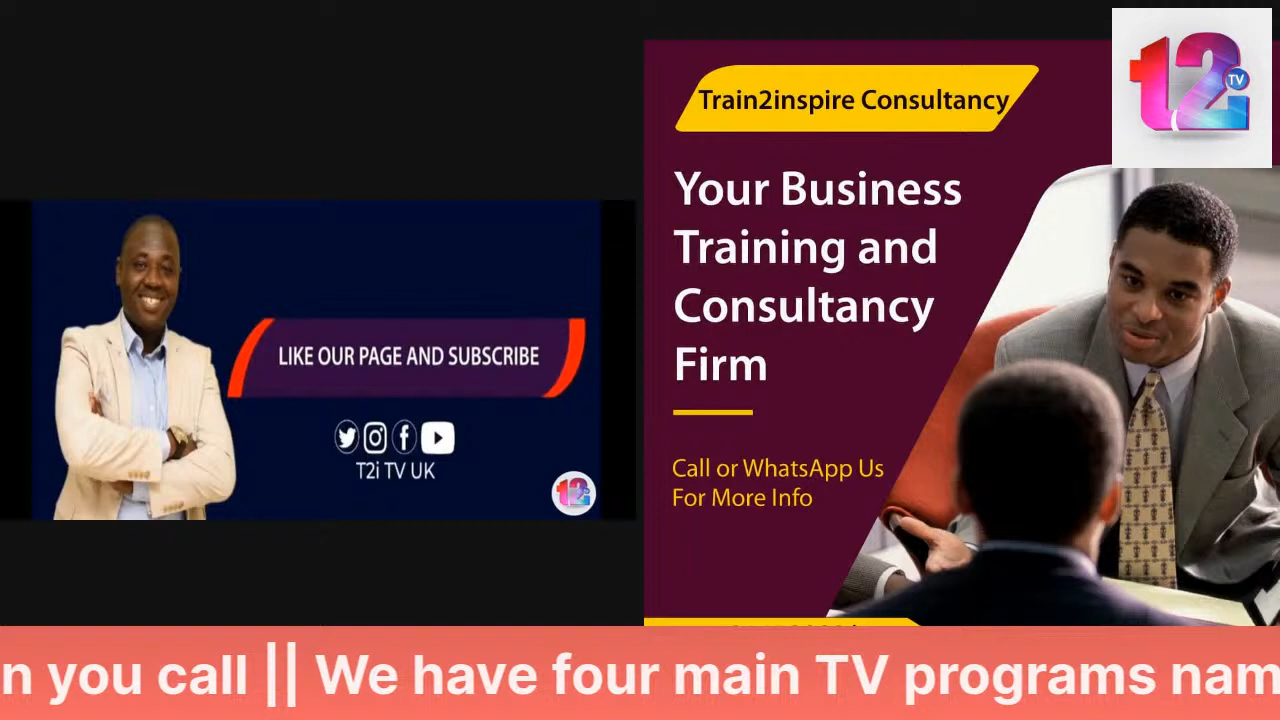 t2i
TV
Train2inspire Consultancy
Your Business
Training and
Consultancy
Firm
Call or WhatsApp Us
For More Info
LIKE OUR PAGE AND SUBSCRIBE
T2i TV UK
n you call || We have four main TV programs nam